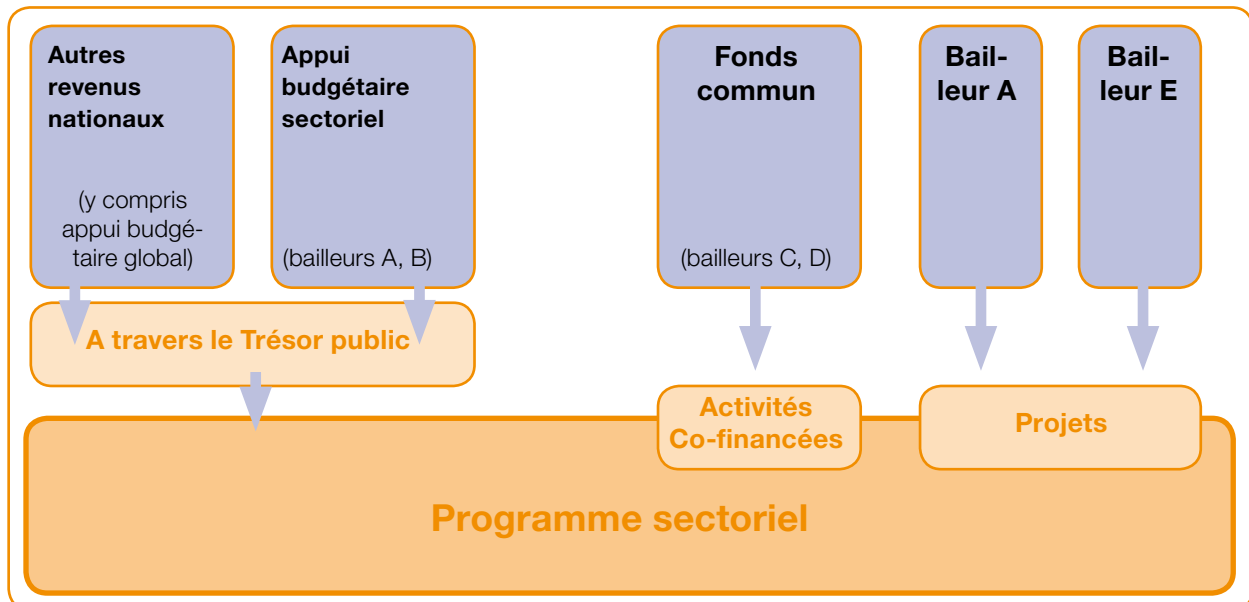 Autres
revenus
nationaux
(y compris
appui budgé-
taire global)
Appui
budgétaire
sectoriel
(bailleurs A, B)
Fonds
commun
(bailleurs C, D)
Bail-
leur A
Bail-
leur E
A travers le Trésor public
Activités
Co-financées
Projets
Programme sectoriel